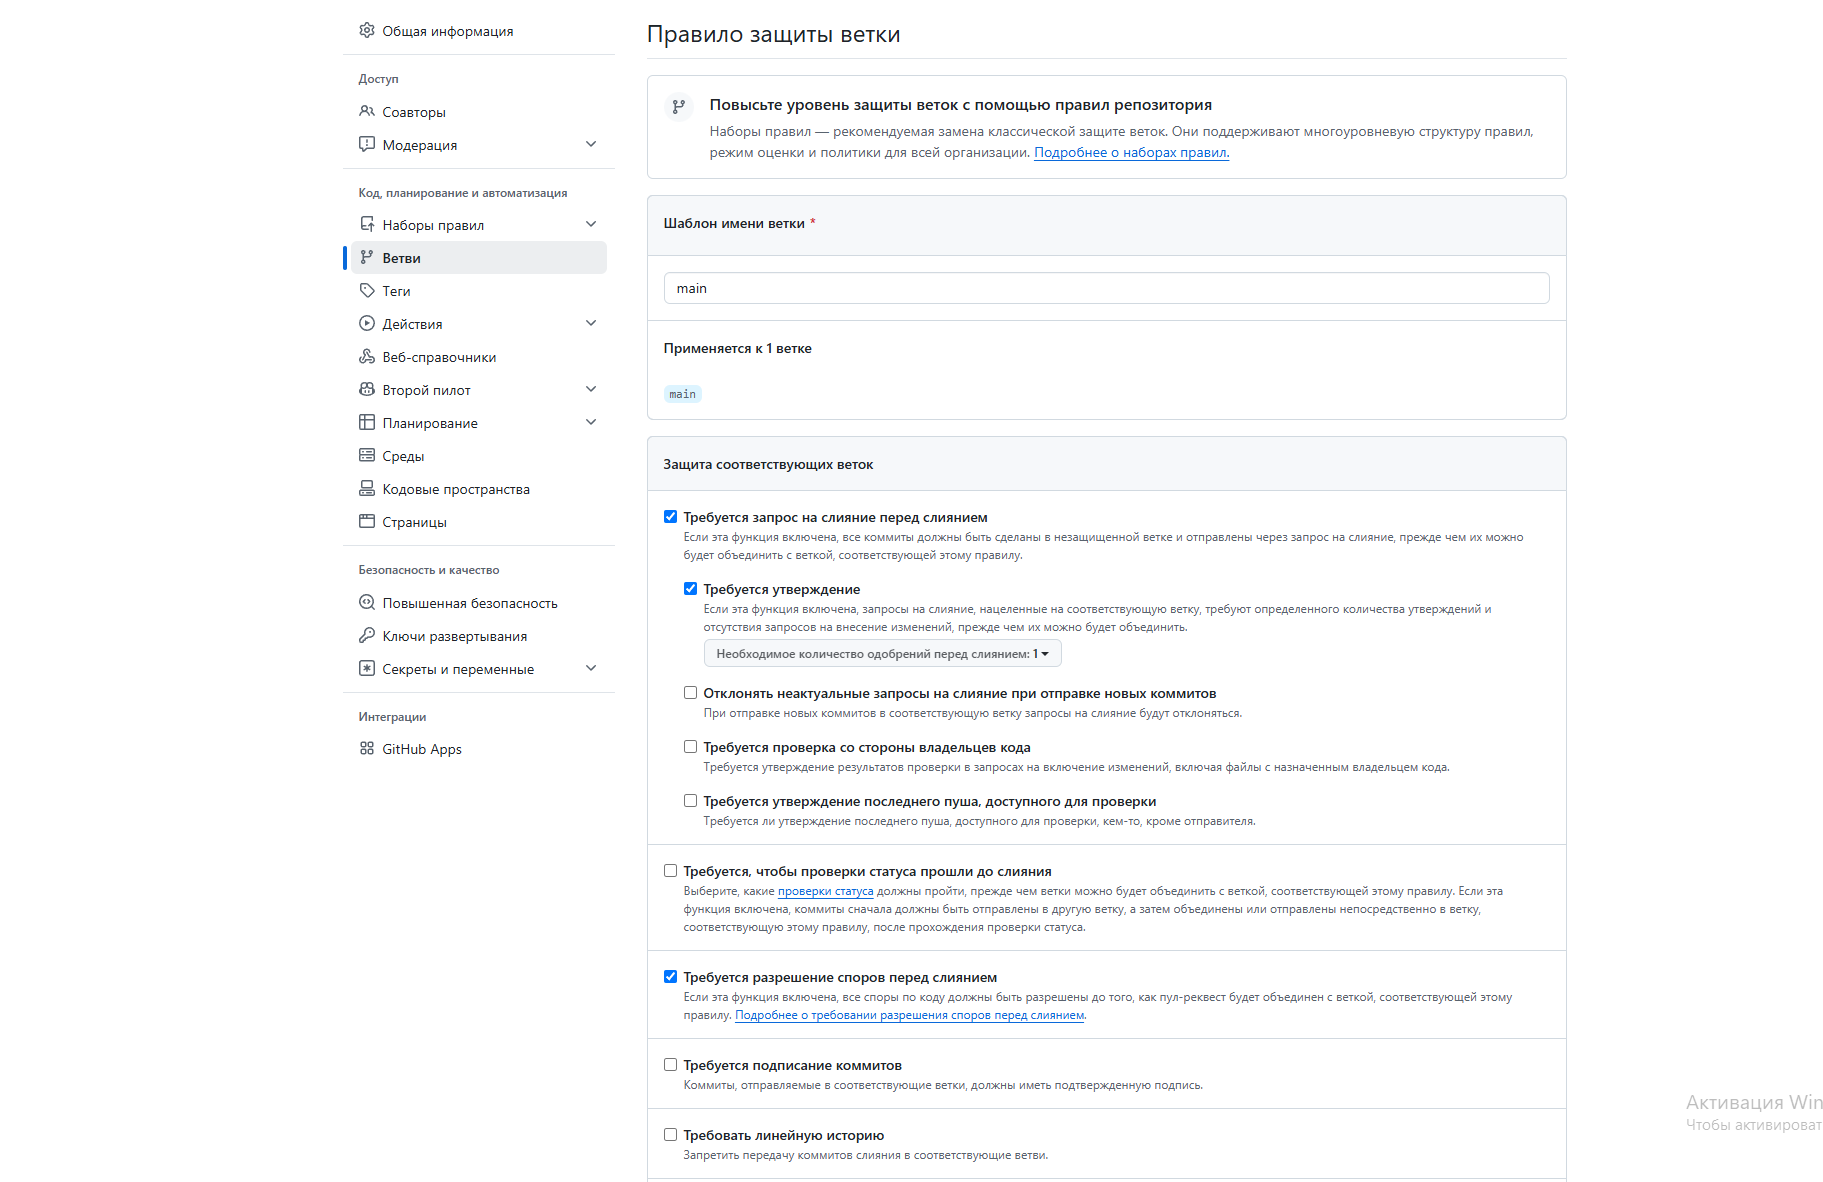 Общая информация
Доступ
Соавторы
Модерация
Код, планирование и автоматизация
Наборы правил
Ветви
Теги
Действия
Веб-справочники
Второй пилот
Планирование
Среды
Кодовые пространства
Страницы
Безопасность и качество
Повышенная безопасность
Ключи развертывания
Секреты и переменные
Интеграции
GitHub Apps
Правило защиты ветки
Повысьте уровень защиты веток с помощью правил репозитория
Наборы правил — рекомендуемая замена классической защите веток. Они поддерживают многоуровневую структуру правил,
режим оценки и политики для всей организации. Подробнее о наборах правил.
Шаблон имени ветки *
main
Применяется к 1 ветке
main
Защита соответствующих веток
Требуется запрос на слияние перед слиянием
Если эта функция включена, все коммиты должны быть сделаны в незащищенной ветке и отправлены через запрос на слияние, прежде чем их можно
будет объединить с веткой, соответствующей этому правилу.
Требуется утверждение
Если эта функция включена, запросы на слияние, нацеленные на соответствующую ветку, требуют определенного количества утверждений и
отсутствия запросов на внесение изменений, прежде чем их можно будет объединить.
Необходимое количество одобрений перед слиянием: 1
Отклонять неактуальные запросы на слияние при отправке новых коммитов
При отправке новых коммитов в соответствующую ветку запросы на слияние будут отклоняться.
Требуется проверка со стороны владельцев кода
Требуется утверждение результатов проверки в запросах на включение изменений, включая файлы с назначенным владельцем кода.
Требуется утверждение последнего пуша, доступного для проверки
Требуется ли утверждение последнего пуша, доступного для проверки, кем-то, кроме отправителя.
Требуется, чтобы проверки статуса прошли до слияния
Выберите, какие проверки статуса должны пройти, прежде чем ветки можно будет объединить с веткой, соответствующей этому правилу. Если эта
функция включена, коммиты сначала должны быть отправлены в другую ветку, а затем объединены или отправлены непосредственно в ветку,
соответствующую этому правилу, после прохождения проверки статуса.
Требуется разрешение споров перед слиянием
Если эта функция включена, все споры по коду должны быть разрешены до того, как пул-реквест будет объединен с веткой, соответствующей этому
правилу. Подробнее о требовании разрешения споров перед слиянием.
Требуется подписание коммитов
Коммиты, отправляемые в соответствующие ветки, должны иметь подтвержденную подпись.
Требовать линейную историю
Запретить передачу коммитов слияния в соответствующие ветви.
Активация Win
Чтобы активироват